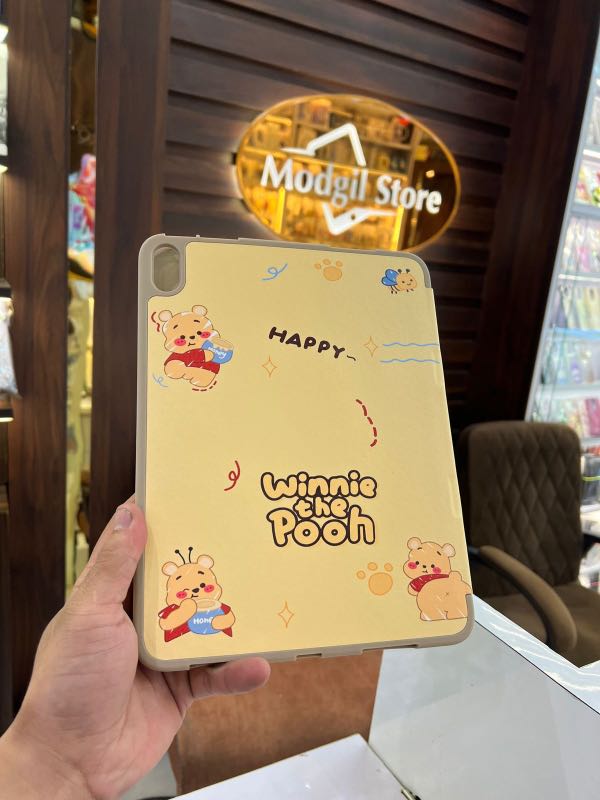 Modgil Store
HAPPY~
Winnie
the
Pooh